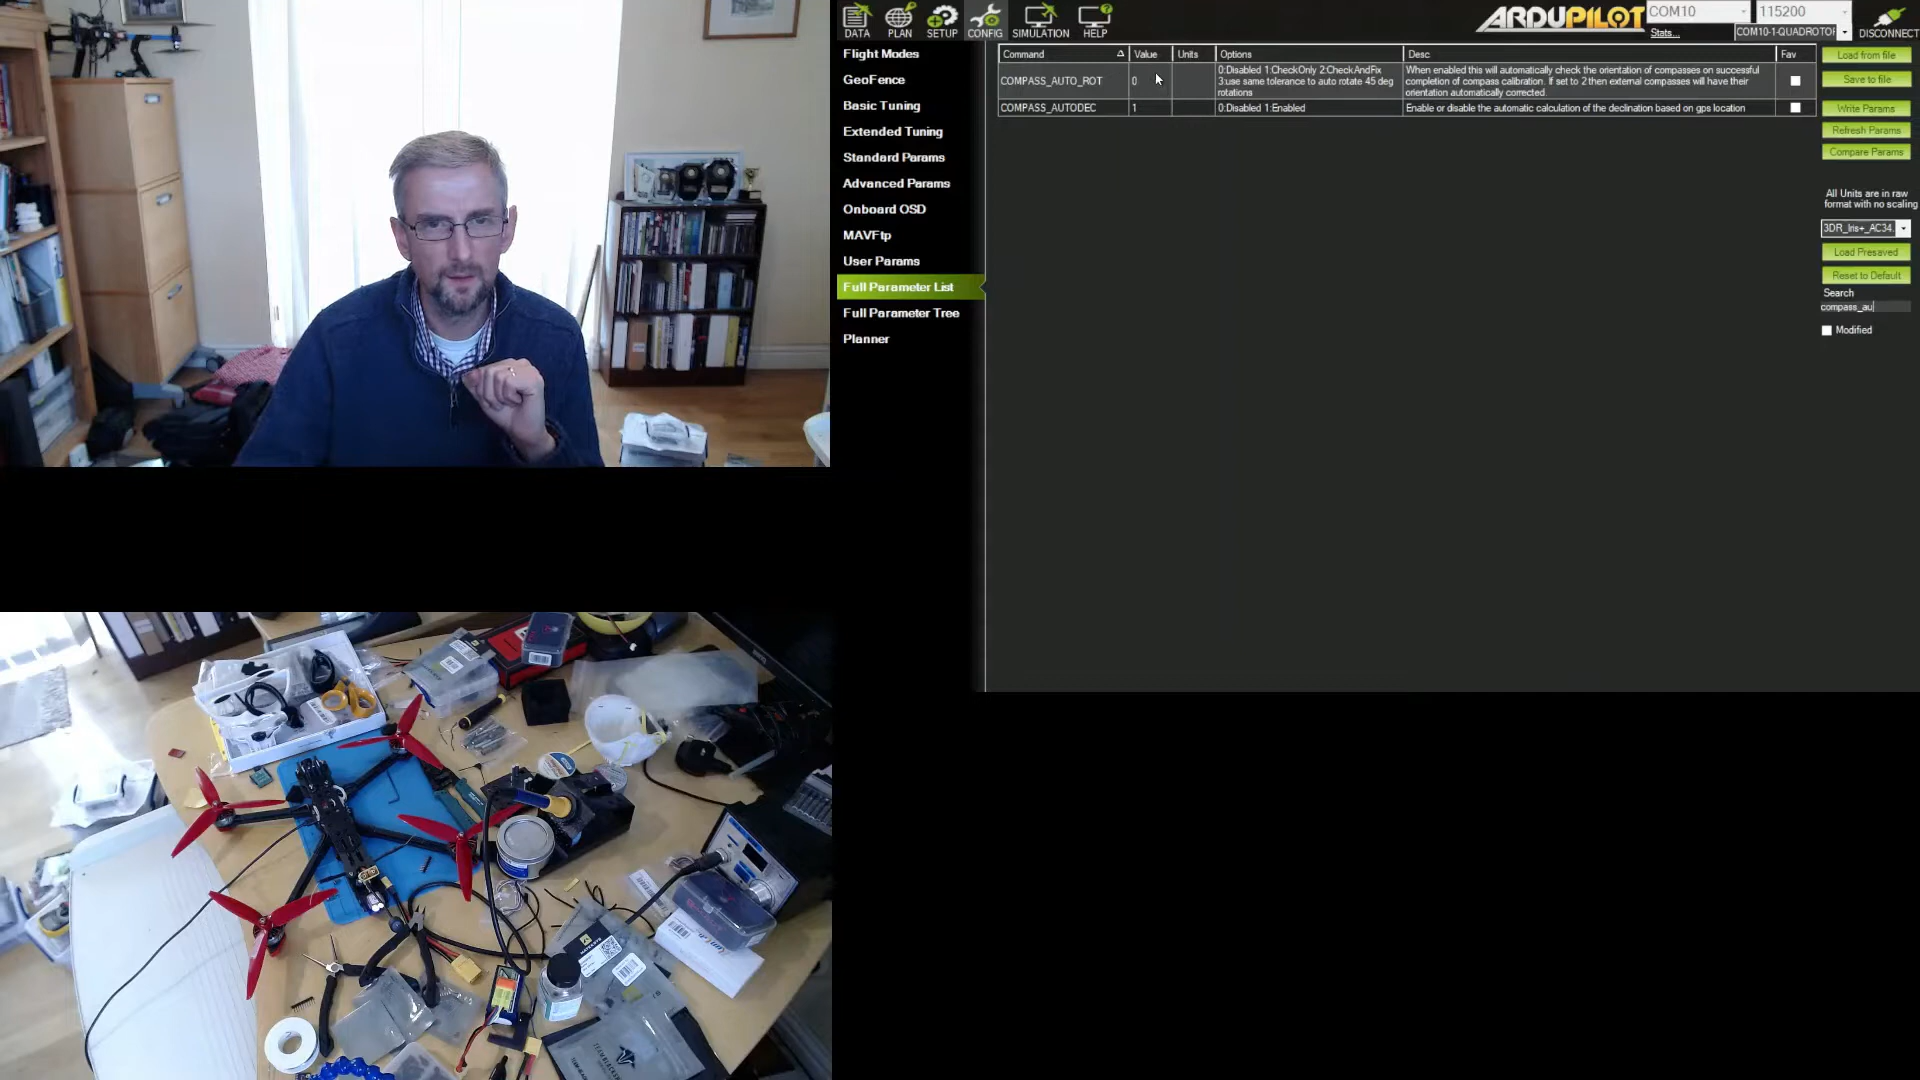 DATA
PLAN
SETUP
CONFIG
SIMULATION
HELP
ARDUPILOT
COM10
115200
Stats...
COM10-1-QUADROTOR
DISCONNECT
Flight Modes
GeoFence
Basic Tuning
Extended Tuning
Standard Params
Advanced Params
Onboard OSD
MAVFtp
User Params
Full Parameter List
Full Parameter Tree
Planner
Command Value Units Options Desc Fav
COMPASS_AUTO_ROT 0
0:Disabled 1:CheckOnly 2:CheckAndFix
3:use same tolerance to auto rotate 45 deg
rotations
When enabled this will automatically check the orientation of compasses on successful
completion of compass calibration. If set to 2 then external compasses will have their
orientation automatically corrected.
COMPASS_AUTODEC 1 0:Disabled 1:Enabled Enable or disable the automatic calculation of the declination based on gps location
Load from file
Save to file
Write Params
Refresh Params
Compare Params
All Units are in raw
format with no scaling
3DR_Iris+_AC34.
Load Presaved
Reset to Default
Search
compass_au
Modified